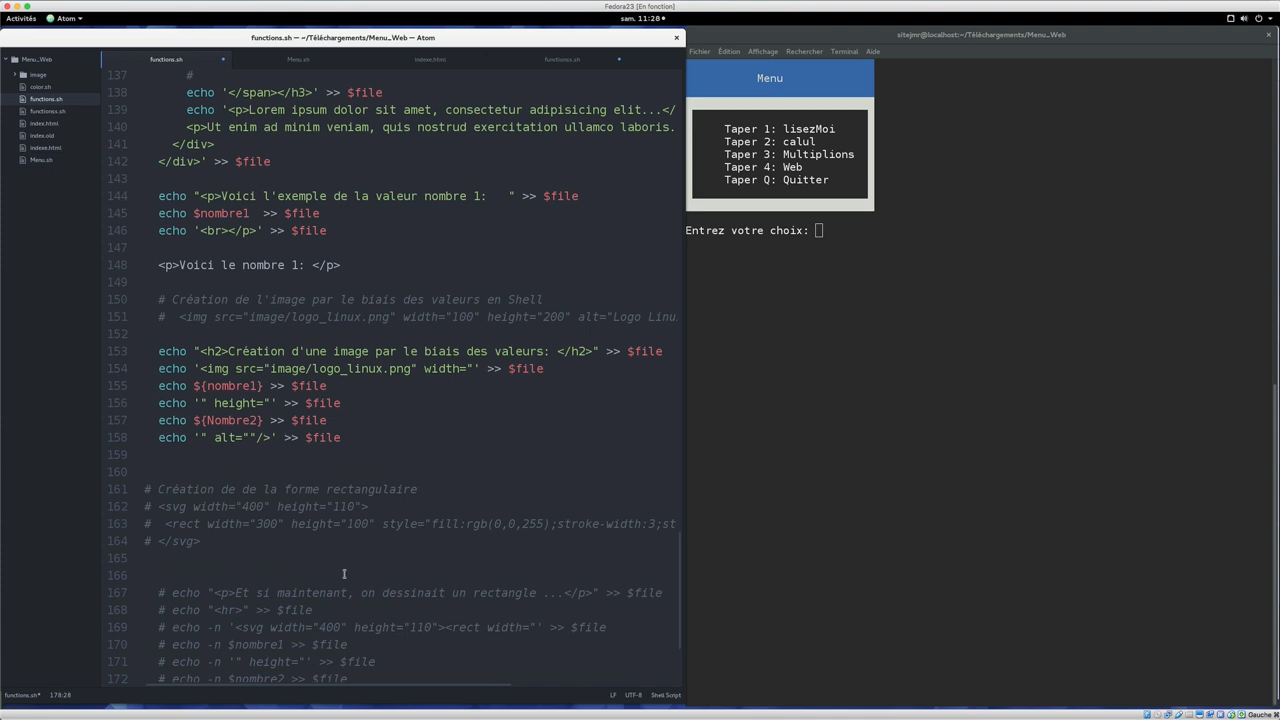 Fedora23 [En fonction]
Activités Atom sam. 11:28
functions.sh — ~/Téléchargements/Menu_Web — Atom
sitejmr@localhost:~/Téléchargements/Menu_Web
Menu_Web
image
color.sh
functions.sh
functionss.sh
index.html
index.old
indexe.html
Menu.sh
functions.sh Menu.sh indexe.html functionss.sh
137 #
138 echo '</span></h3>' >> $file
139 echo '<p>Lorem ipsum dolor sit amet, consectetur adipisicing elit...</
140 <p>Ut enim ad minim veniam, quis nostrud exercitation ullamco laboris.
141 </div>
142 </div>' >> $file
143
144 echo "<p>Voici l'exemple de la valeur nombre 1:   " >> $file
145 echo $nombre1  >> $file
146 echo '<br></p>' >> $file
147
148 <p>Voici le nombre 1: </p>
149
150 # Création de l'image par le biais des valeurs en Shell
151 #  <img src="image/logo_linux.png" width="100" height="200" alt="Logo Linu
152
153 echo "<h2>Création d'une image par le biais des valeurs: </h2>" >> $file
154 echo '<img src="image/logo_linux.png" width="' >> $file
155 echo ${nombre1} >> $file
156 echo '" height="' >> $file
157 echo ${Nombre2} >> $file
158 echo '" alt=""/>' >> $file
159
160
161 # Création de de la forme rectangulaire
162 # <svg width="400" height="110">
163 #  <rect width="300" height="100" style="fill:rgb(0,0,255);stroke-width:3;st
164 # </svg>
165
166
167 # echo "<p>Et si maintenant, on dessinait un rectangle ...</p>" >> $file
168 # echo "<hr>" >> $file
169 # echo -n '<svg width="400" height="110"><rect width="' >> $file
170 # echo -n $nombre1 >> $file
171 # echo -n '" height="' >> $file
172 # echo -n $nombre2 >> $file
functions.sh* 178:28 LF UTF-8 Shell Script
Fichier Édition Affichage Rechercher Terminal Aide
Menu
Taper 1: lisezMoi
Taper 2: calul
Taper 3: Multiplions
Taper 4: Web
Taper Q: Quitter
Entrez votre choix:
Gauche ⌘